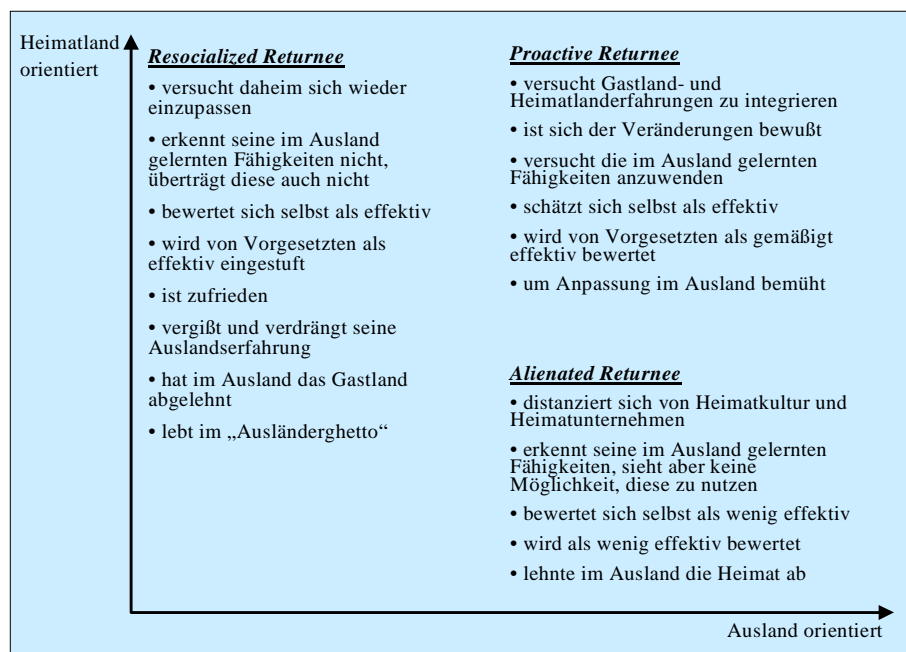 Heimatland
orientiert
Resocialized Returnee
• versucht daheim sich wieder
einzupassen
• erkennt seine im Ausland
gelernten Fähigkeiten nicht,
überträgt diese auch nicht
• bewertet sich selbst als effektiv
• wird von Vorgesetzten als
effektiv eingestuft
• ist zufrieden
• vergißt und verdrängt seine
Auslandserfahrung
• hat im Ausland das Gastland
abgelehnt
• lebt im „Ausländerghetto“
Proactive Returnee
• versucht Gastland- und
Heimatlanderfahrungen zu integrieren
• ist sich der Veränderungen bewußt
• versucht die im Ausland gelernten
Fähigkeiten anzuwenden
• schätzt sich selbst als effektiv
• wird von Vorgesetzten als gemäßigt
effektiv bewertet
• um Anpassung im Ausland bemüht
Alienated Returnee
• distanziert sich von Heimatkultur und
Heimatunternehmen
• erkennt seine im Ausland gelernten
Fähigkeiten, sieht aber keine
Möglichkeit, diese zu nutzen
• bewertet sich selbst als wenig effektiv
• wird als wenig effektiv bewertet
• lehnte im Ausland die Heimat ab
Ausland orientiert